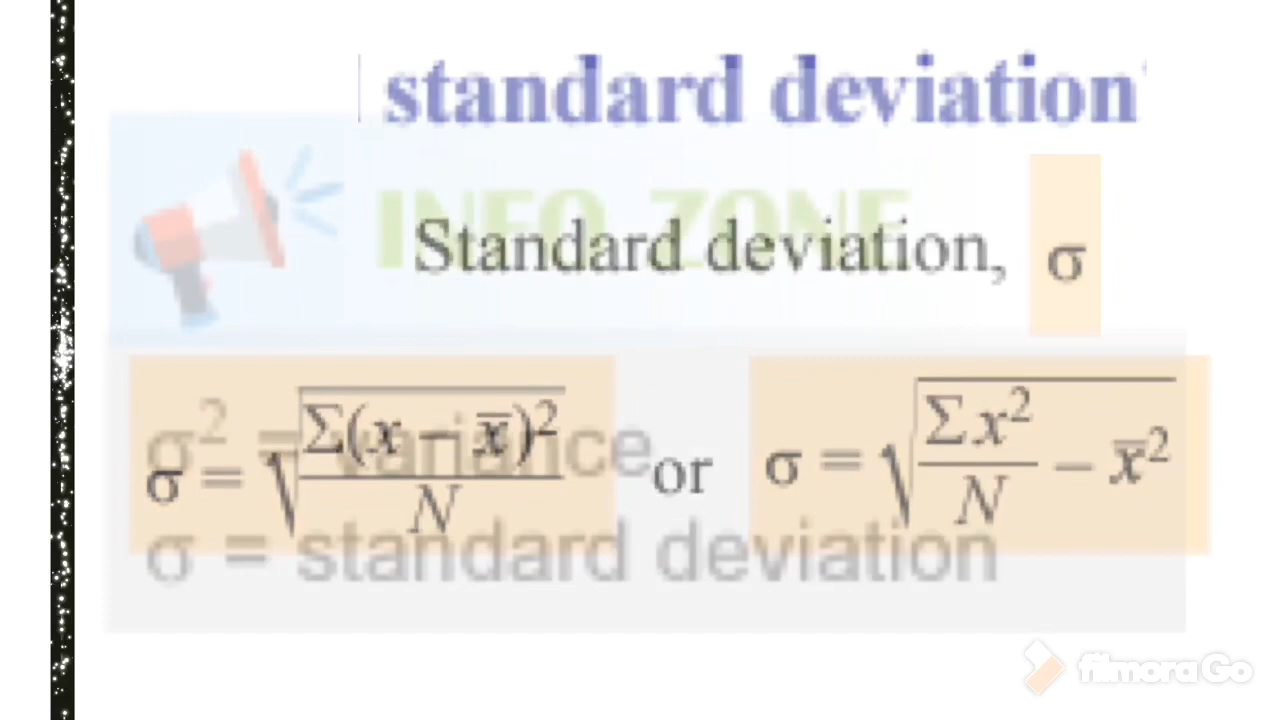 standard deviation
INFO ZONE
Standard deviation, σ
σ² = variance
σ = √(Σ(x − x̄)² / N) or σ = √(Σx² / N − x̄²)
σ = standard deviation
filmoraGo